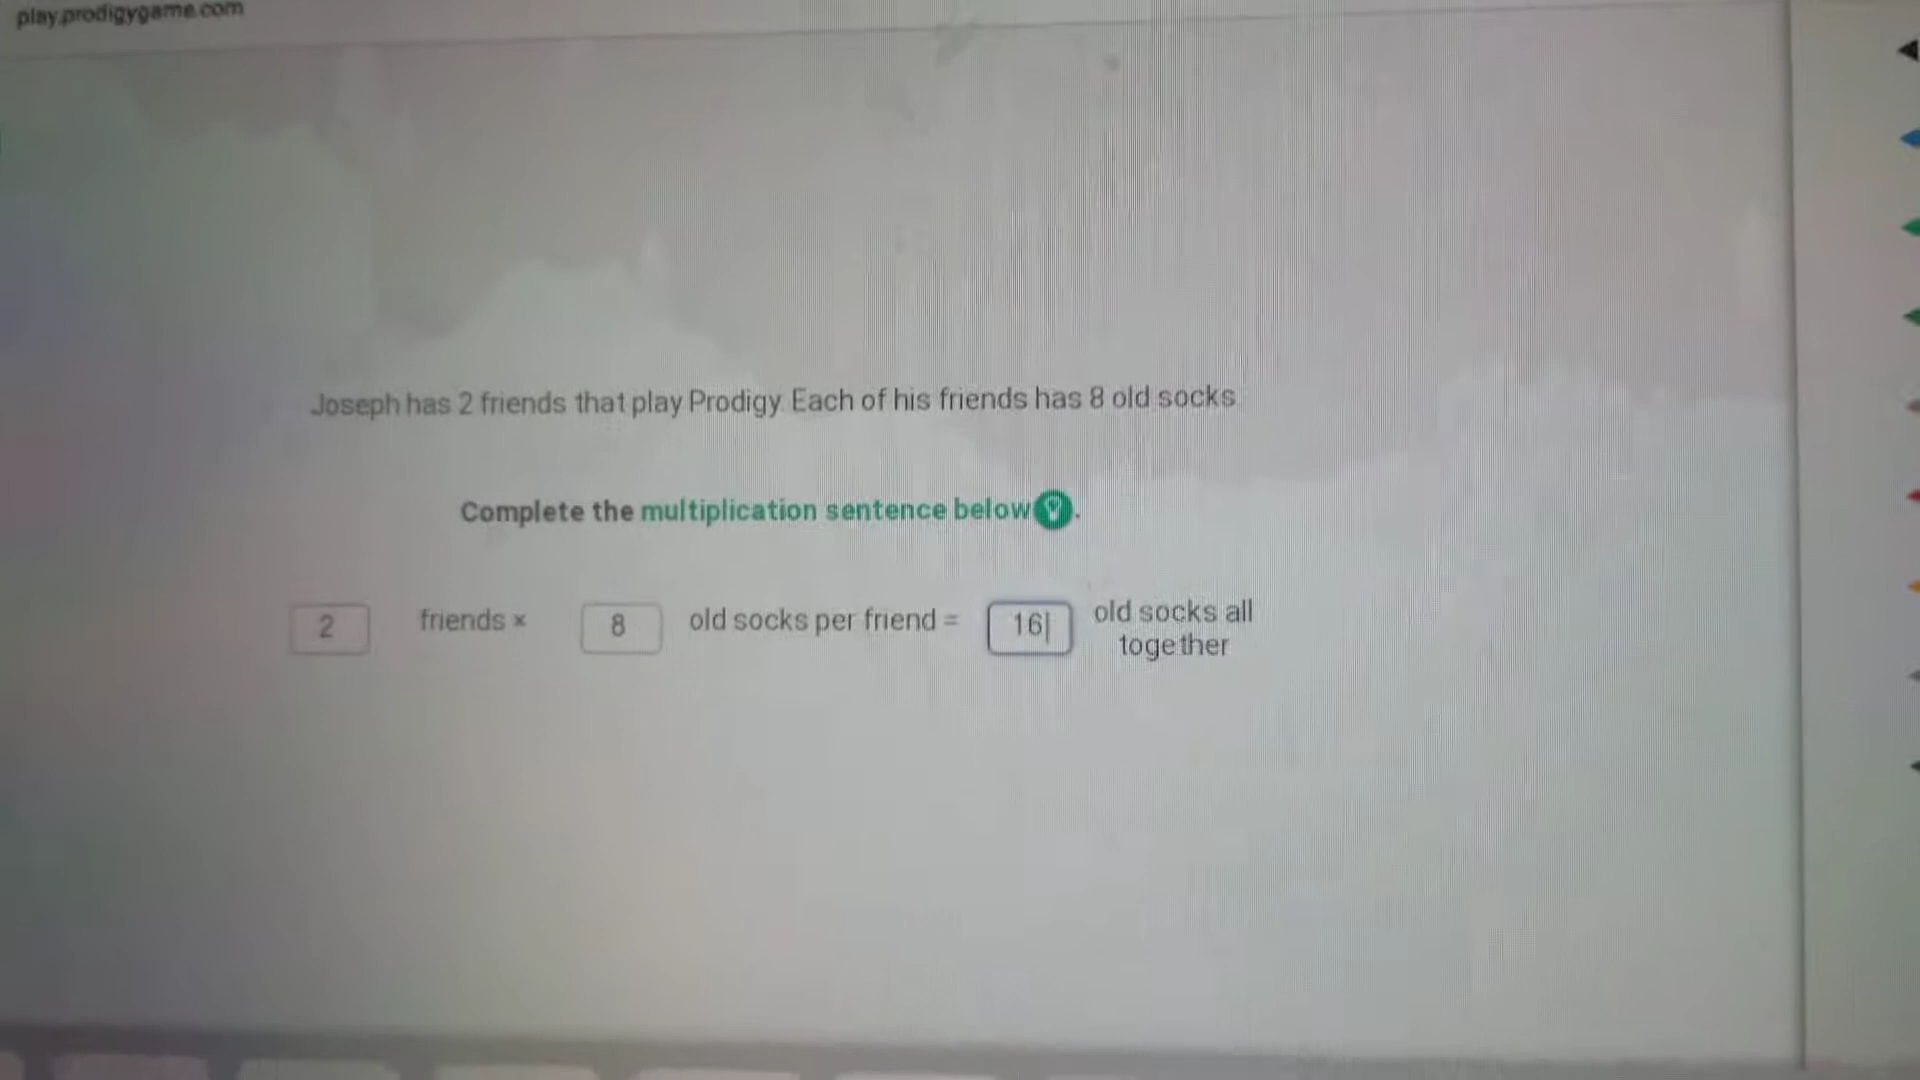 play.prodigygame.com
Joseph has 2 friends that play Prodigy. Each of his friends has 8 old socks.
Complete the multiplication sentence below.
2 friends × 8 old socks per friend = 16 old socks all
together